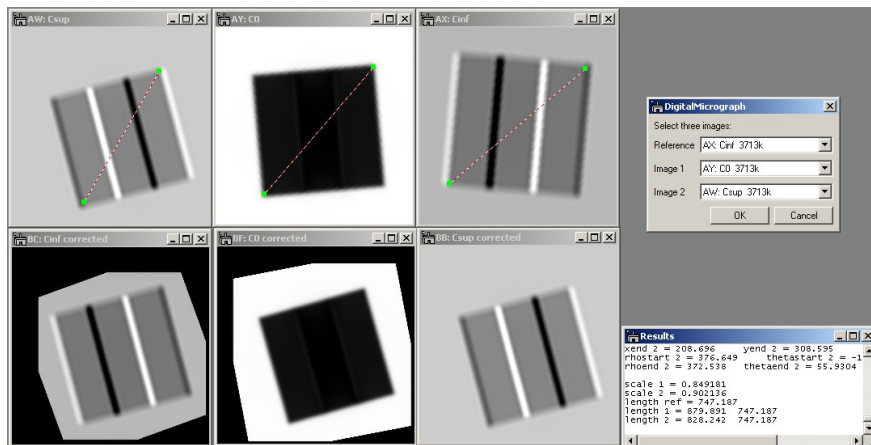 AW: Csup
AY: C0
AX: Cinf
DigitalMicrograph
Select three images:
Reference AX: Cinf 3713k
Image 1 AY: C0 3713k
Image 2 AW: Csup 3713k
OK Cancel
BC: Cinf corrected
BF: C0 corrected
BB: Csup corrected
Results
xend 2 = 208.696 yend 2 = 308.595
rhostart 2 = 376.649 thetastart 2 = -1
rhoend 2 = 372.538 thetaend 2 = 55.9304
scale 1 = 0.849181
scale 2 = 0.902136
length ref = 747.187
length 1 = 879.891 747.187
length 2 = 828.242 747.187